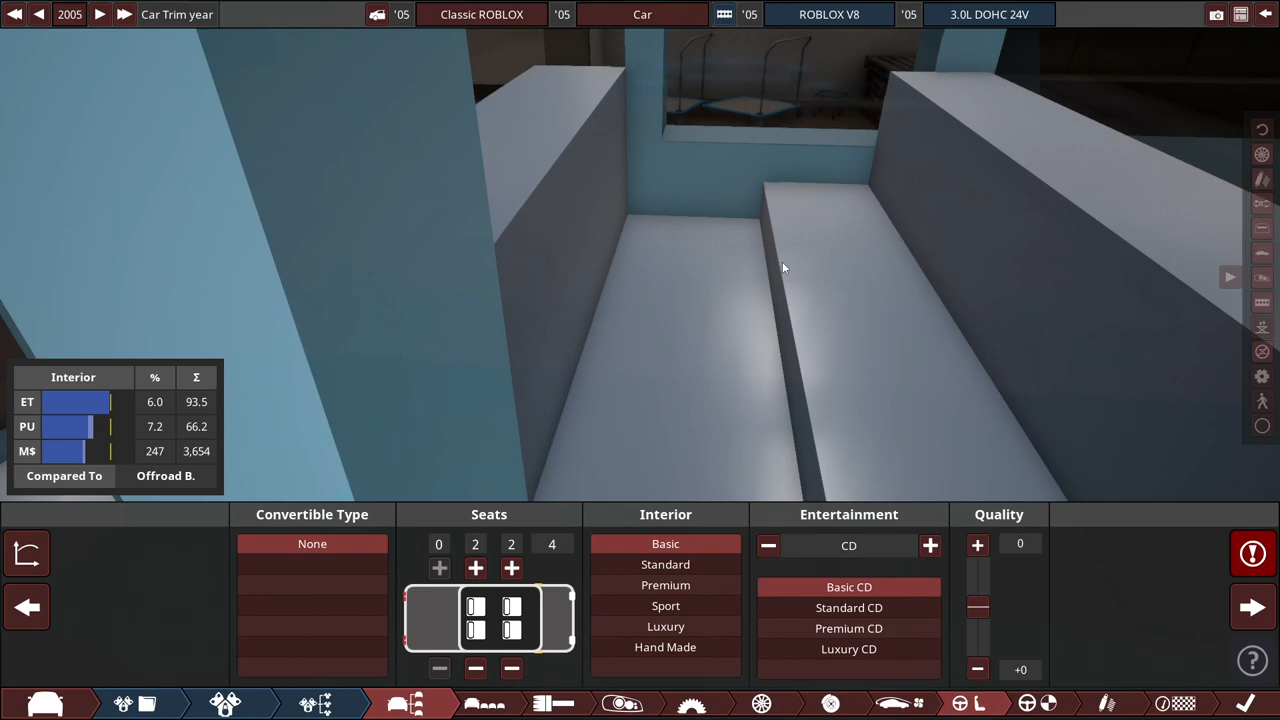 2005 Car Trim year '05 Classic ROBLOX '05 Car '05 ROBLOX V8 '05 3.0L DOHC 24V
Interior % Σ
ET 6.0 93.5
PU 7.2 66.2
M$ 247 3,654
Compared To Offroad B.
Convertible Type
None
Seats
0 2 2 4
Interior
Basic
Standard
Premium
Sport
Luxury
Hand Made
Entertainment
CD
Basic CD
Standard CD
Premium CD
Luxury CD
Quality
0
+0